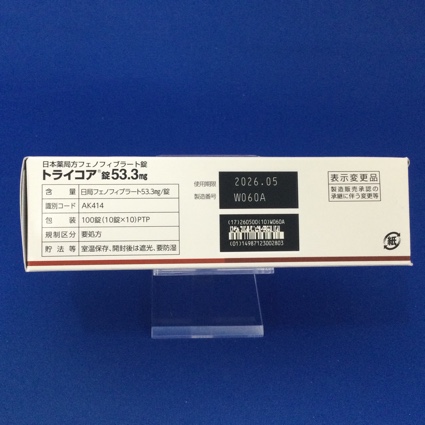 日本薬局方フェノフィブラート錠
トライコア®錠53.3mg
含 量 日局フェノフィブラート53.3mg/錠
識別コード AK414
包 装 100錠(10錠×10)PTP
規制区分 要処方
貯 法 等 室温保存、開封後は遮光、要防湿
使用期限 2026.05
製造番号 W060A
(17)260500(10)W060A
(01)14987123002803
表示変更品
製造販売承認の
承継に伴う変更等
紙